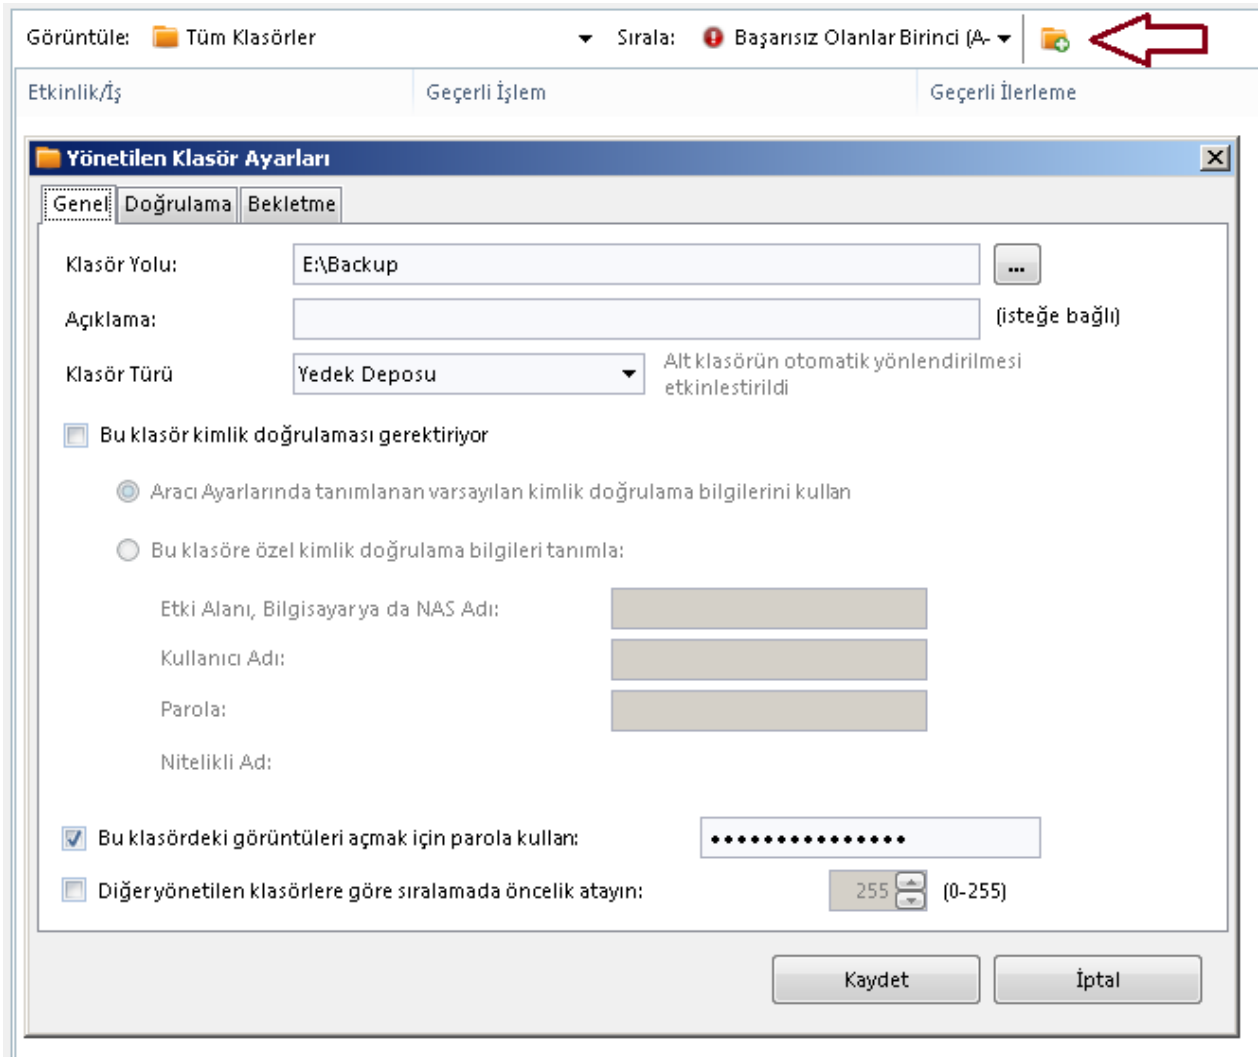 Görüntüle: Tüm Klasörler Sırala: Başarısız Olanlar Birinci (A-
Etkinlik/İş Geçerli İşlem Geçerli İlerleme
Yönetilen Klasör Ayarları
Genel Doğrulama Bekletme
Klasör Yolu: E:\Backup ...
Açıklama: (isteğe bağlı)
Klasör Türü Yedek Deposu Alt klasörün otomatik yönlendirilmesi
etkinlestirildi
Bu klasör kimlik doğrulaması gerektiriyor
Aracı Ayarlarında tanımlanan varsayılan kimlik doğrulama bilgilerini kullan
Bu klasöre özel kimlik doğrulama bilgileri tanımla:
Etki Alanı, Bilgisayar ya da NAS Adı:
Kullanıcı Adı:
Parola:
Nitelikli Ad:
Bu klasördeki görüntüleri açmak için parola kullan: •••••••••••••••
Diğer yönetilen klasörlere göre sıralamada öncelik atayın: 255 (0-255)
Kaydet İptal